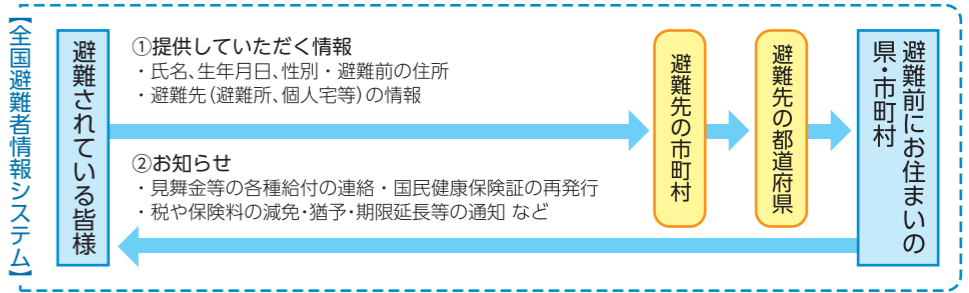 【全国避難者情報システム】
避難されている皆様
①提供していただく情報
・氏名、生年月日、性別・避難前の住所
・避難先（避難所、個人宅等）の情報
②お知らせ
・見舞金等の各種給付の連絡・国民健康保険証の再発行
・税や保険料の減免・猶予・期限延長等の通知 など
避難先の市町村
避難先の都道府県
避難前にお住まいの
県・市町村